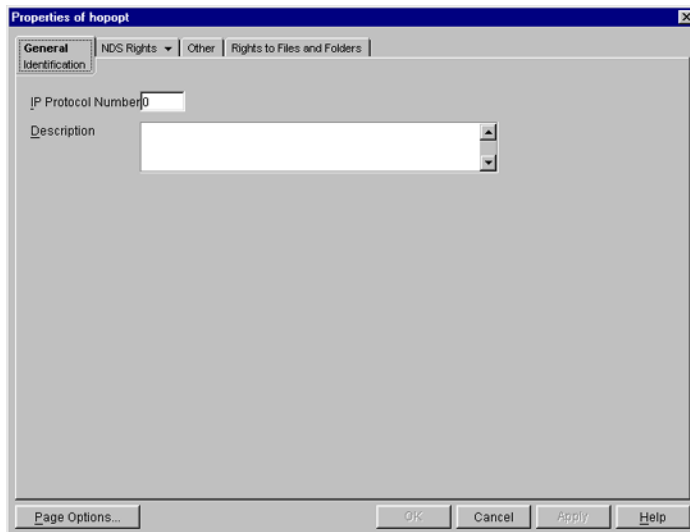 Properties of hopopt
General NDS Rights Other Rights to Files and Folders
Identification
IP Protocol Number 0
Description
Page Options... OK Cancel Apply Help